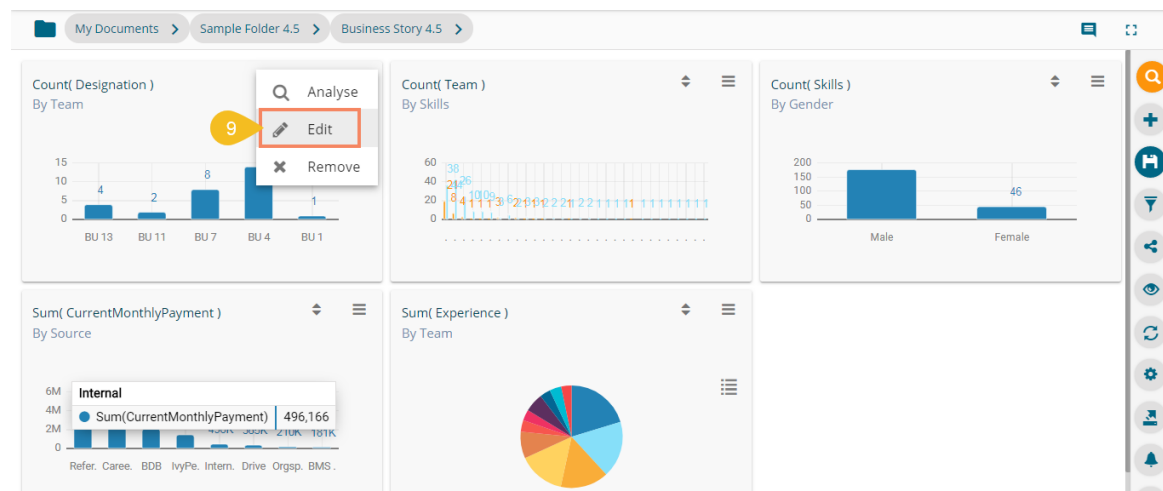 My Documents
Sample Folder 4.5
Business Story 4.5
Count( Designation )
By Team
Analyse
9
Edit
Remove
15
10
5
0
4
2
8
1
BU 13 BU 11 BU 7 BU 4 BU 1
Count( Team )
By Skills
60
40
20
0
38
26
Count( Skills )
By Gender
200
150
100
50
0
46
Male Female
Sum( CurrentMonthlyPayment )
By Source
6M
4M
2M
0
Internal
Sum(CurrentMonthlyPayment) 496,166
210K 181K
Refer. Caree. BDB IvyPe. Intern. Drive Orgsp. BMS .
Sum( Experience )
By Team